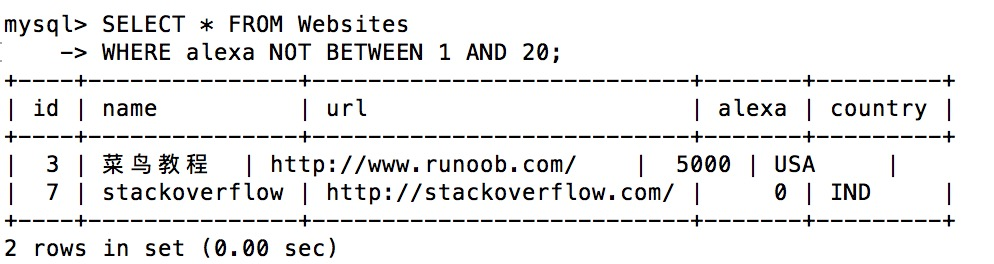 mysql> SELECT * FROM Websites
    -> WHERE alexa NOT BETWEEN 1 AND 20;
+----+---------------+---------------------------+-------+---------+
| id | name          | url                       | alexa | country |
+----+---------------+---------------------------+-------+---------+
|  3 | 菜鸟教程  | http://www.runoob.com/    |  5000 | USA     |
|  7 | stackoverflow | http://stackoverflow.com/ |     0 | IND     |
+----+---------------+---------------------------+-------+---------+
2 rows in set (0.00 sec)